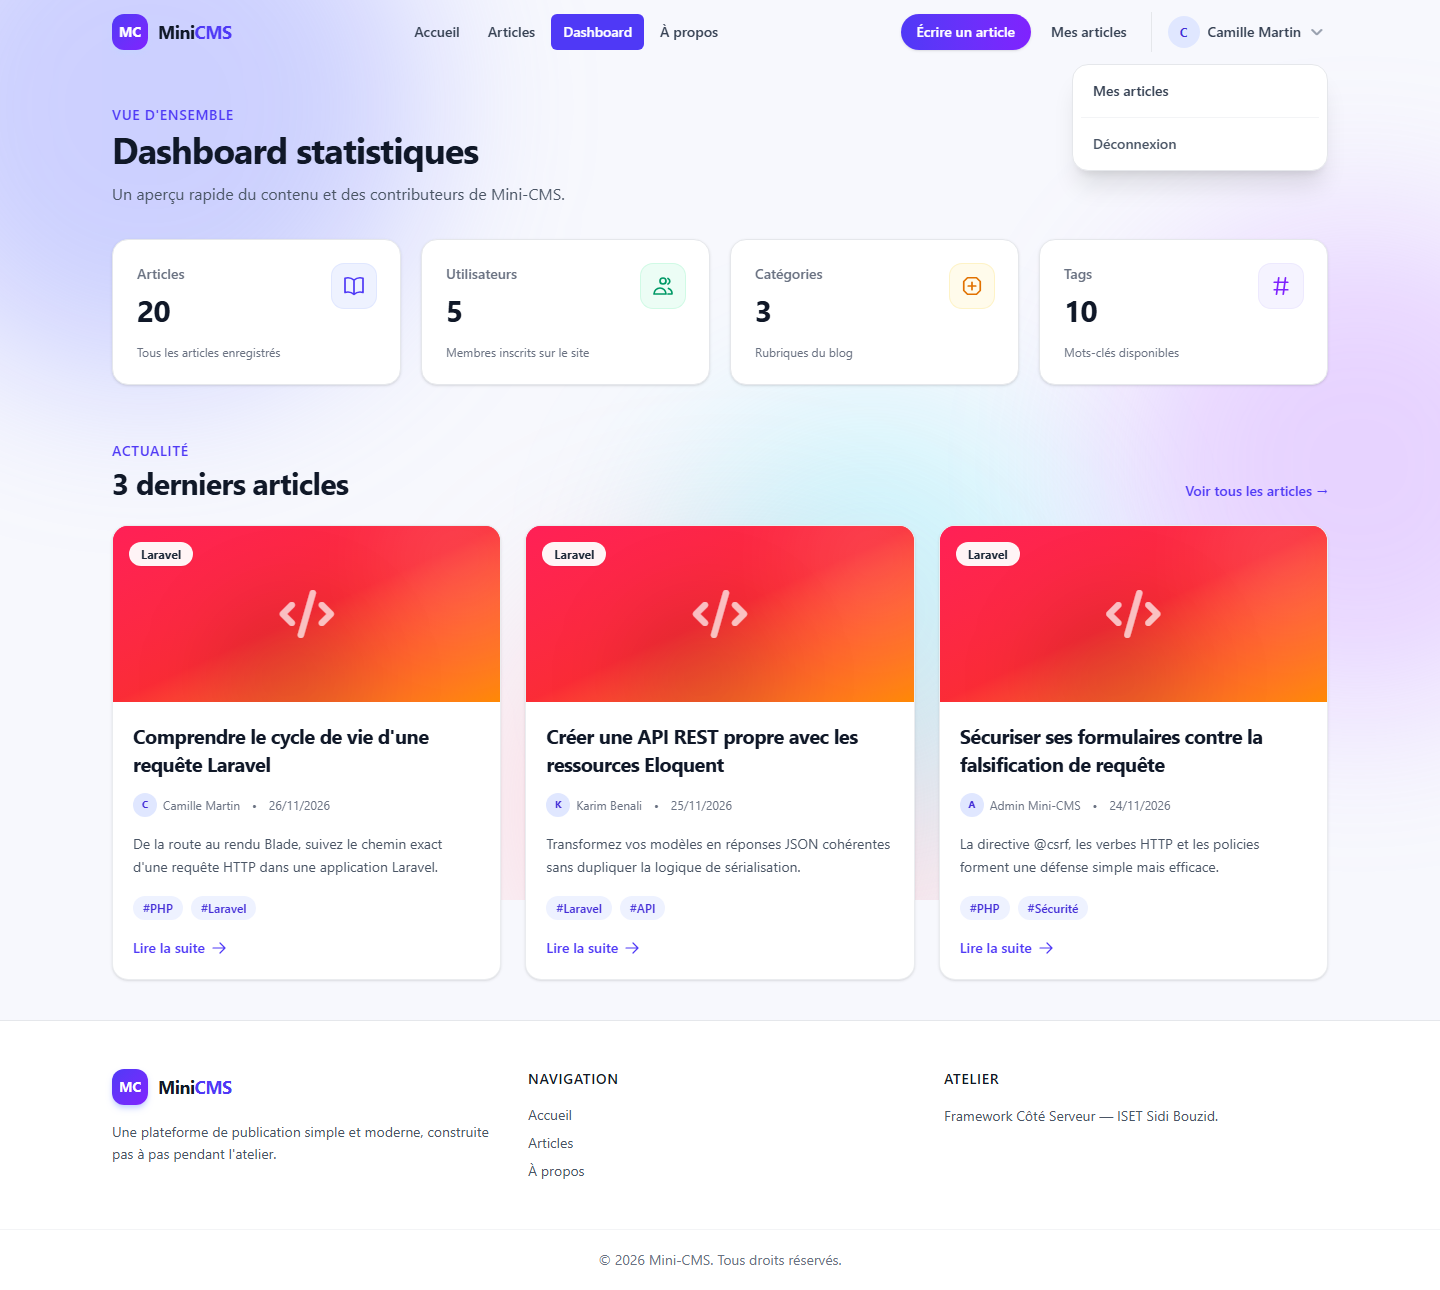 MC MiniCMS
Accueil Articles Dashboard À propos
Écrire un article Mes articles C Camille Martin
Mes articles
Déconnexion
VUE D'ENSEMBLE
Dashboard statistiques
Un aperçu rapide du contenu et des contributeurs de Mini-CMS.
Articles
20
Tous les articles enregistrés
Utilisateurs
5
Membres inscrits sur le site
Catégories
3
Rubriques du blog
Tags
10
Mots-clés disponibles
ACTUALITÉ
3 derniers articles
Voir tous les articles →
Laravel
Comprendre le cycle de vie d'une
requête Laravel
C Camille Martin • 26/11/2026
De la route au rendu Blade, suivez le chemin exact
d'une requête HTTP dans une application Laravel.
#PHP #Laravel
Lire la suite →
Laravel
Créer une API REST propre avec les
ressources Eloquent
K Karim Benali • 25/11/2026
Transformez vos modèles en réponses JSON cohérentes
sans dupliquer la logique de sérialisation.
#Laravel #API
Lire la suite →
Laravel
Sécuriser ses formulaires contre la
falsification de requête
A Admin Mini-CMS • 24/11/2026
La directive @csrf, les verbes HTTP et les policies
forment une défense simple mais efficace.
#PHP #Sécurité
Lire la suite →
MC MiniCMS
Une plateforme de publication simple et moderne, construite
pas à pas pendant l'atelier.
NAVIGATION
Accueil
Articles
À propos
ATELIER
Framework Côté Serveur — ISET Sidi Bouzid.
© 2026 Mini-CMS. Tous droits réservés.